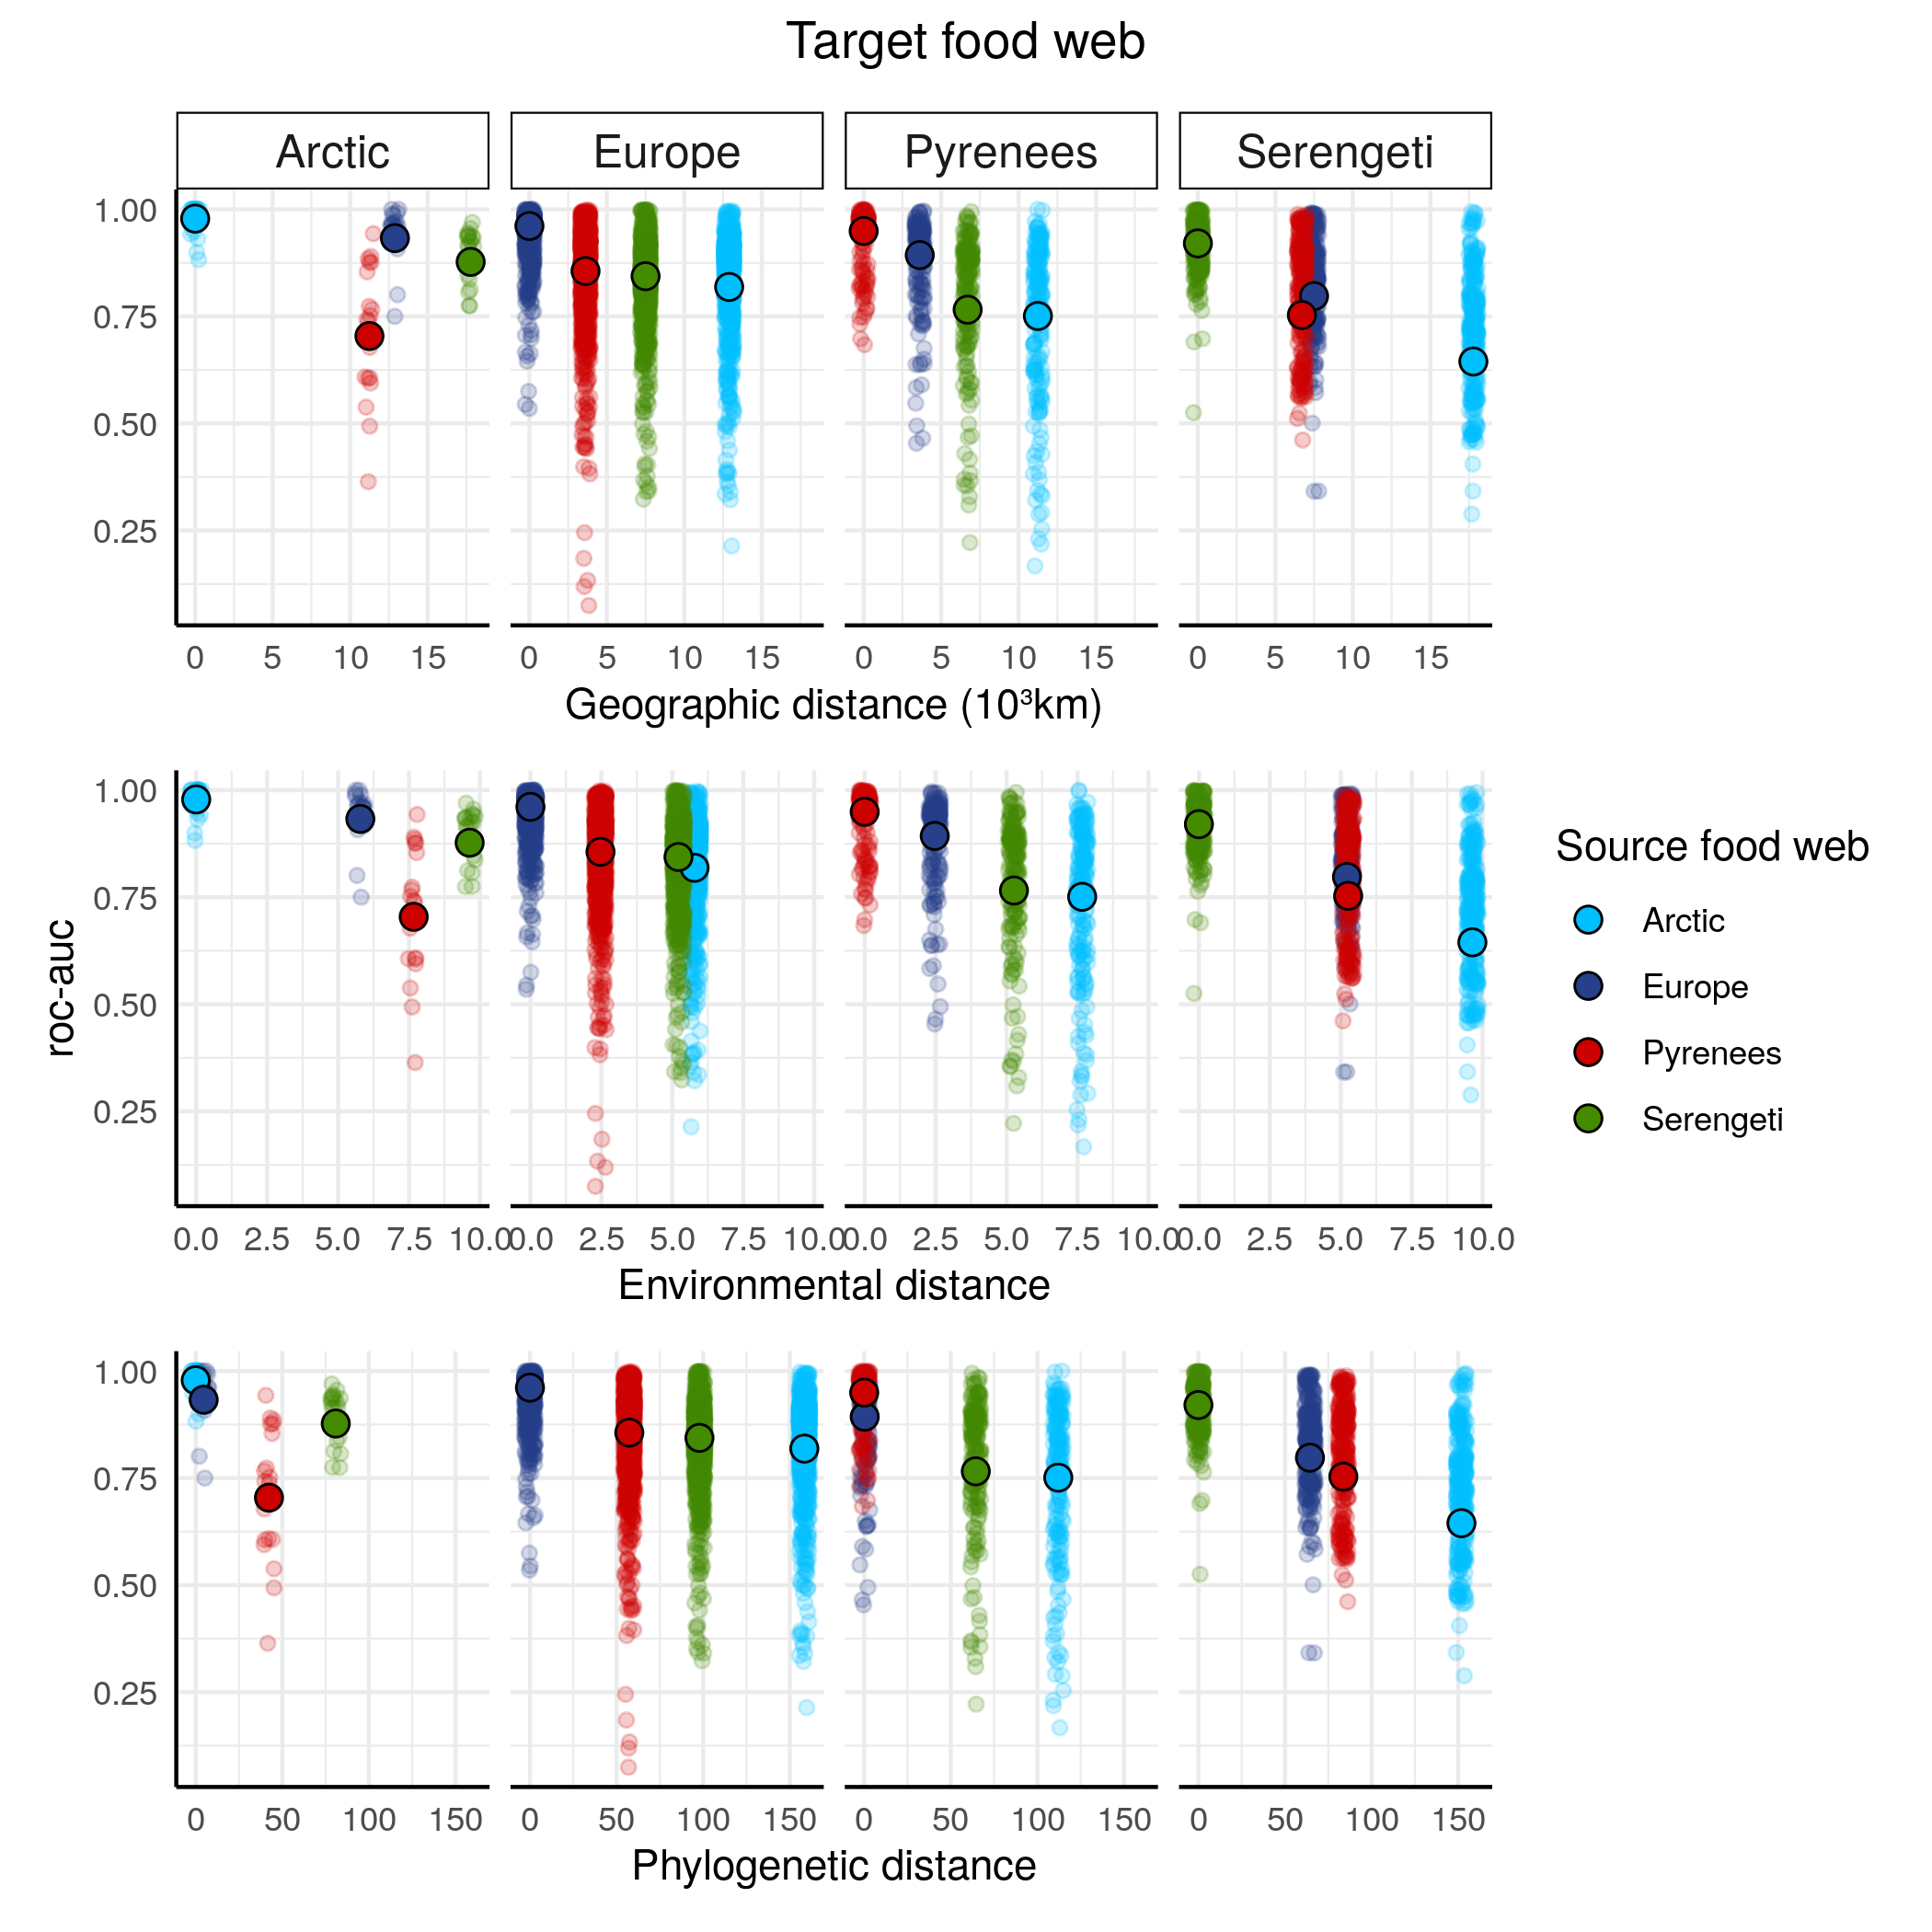 Target food web
Arctic Europe Pyrenees Serengeti
1.00
0.75
0.50
0.25
0 5 10 15 0 5 10 15 0 5 10 15 0 5 10 15
Geographic distance (10³km)
1.00
0.75
0.50
0.25
roc-auc
0.0 2.5 5.0 7.5 10.0 0.0 2.5 5.0 7.5 10.0 0.0 2.5 5.0 7.5 10.0 0.0 2.5 5.0 7.5 10.0
Environmental distance
Source food web
Arctic
Europe
Pyrenees
Serengeti
1.00
0.75
0.50
0.25
0 50 100 150 0 50 100 150 0 50 100 150 0 50 100 150
Phylogenetic distance